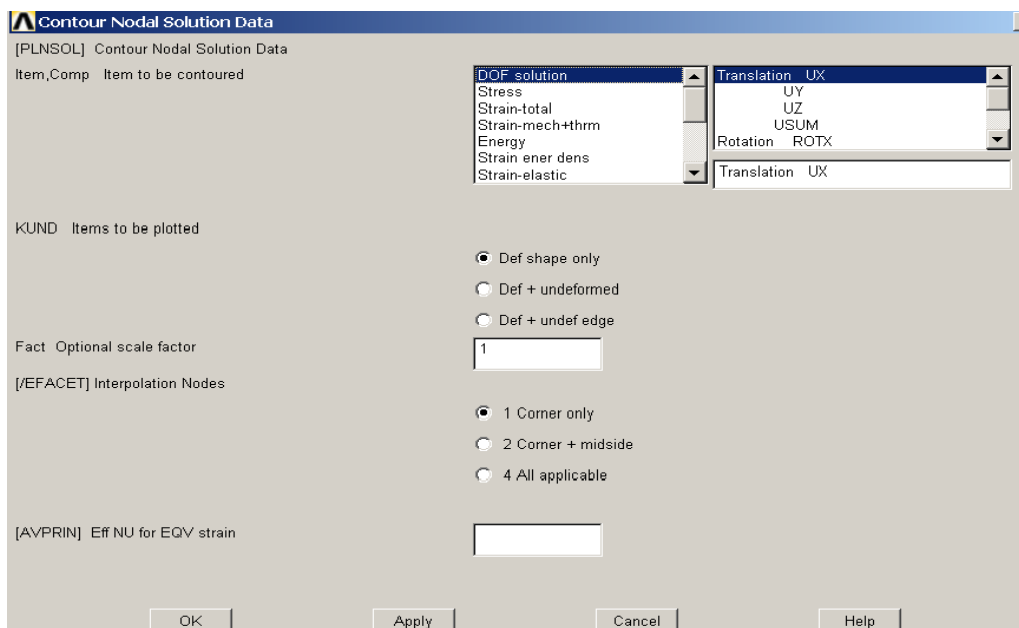 Contour Nodal Solution Data
[PLNSOL] Contour Nodal Solution Data
Item,Comp Item to be contoured
DOF solution
Stress
Strain-total
Strain-mech+thrm
Energy
Strain ener dens
Strain-elastic
Translation UX
UY
UZ
USUM
Rotation ROTX
Translation UX
KUND Items to be plotted
Def shape only
Def + undeformed
Def + undef edge
Fact Optional scale factor
1
[/EFACET] Interpolation Nodes
1 Corner only
2 Corner + midside
4 All applicable
[AVPRIN] Eff NU for EQV strain
OK Apply Cancel Help